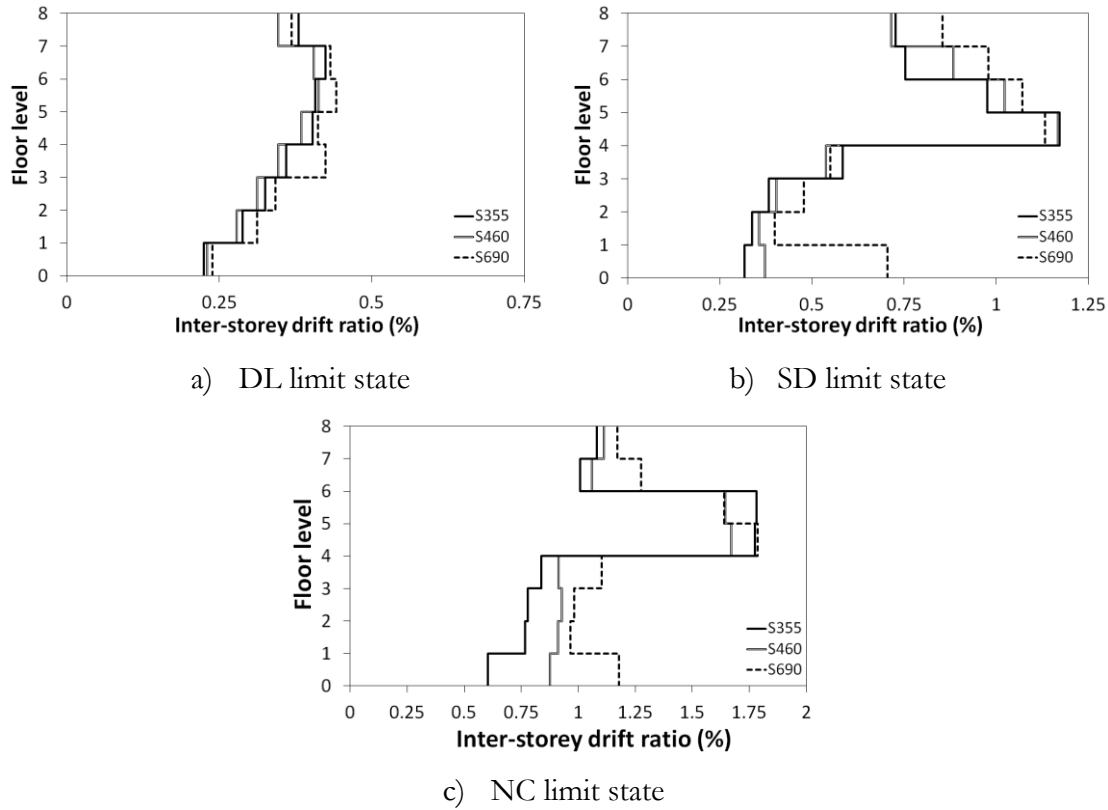 8
7
6
5
4
3
2
1
0
Floor level
S355
S460
S690
0 0.25 0.5 0.75
Inter-storey drift ratio (%)
a) DL limit state
8
7
6
5
4
3
2
1
0
Floor level
S355
S460
S690
0 0.25 0.5 0.75 1 1.25
Inter-storey drift ratio (%)
b) SD limit state
8
7
6
5
4
3
2
1
0
Floor level
S355
S460
S690
0 0.25 0.5 0.75 1 1.25 1.5 1.75 2
Inter-storey drift ratio (%)
c) NC limit state